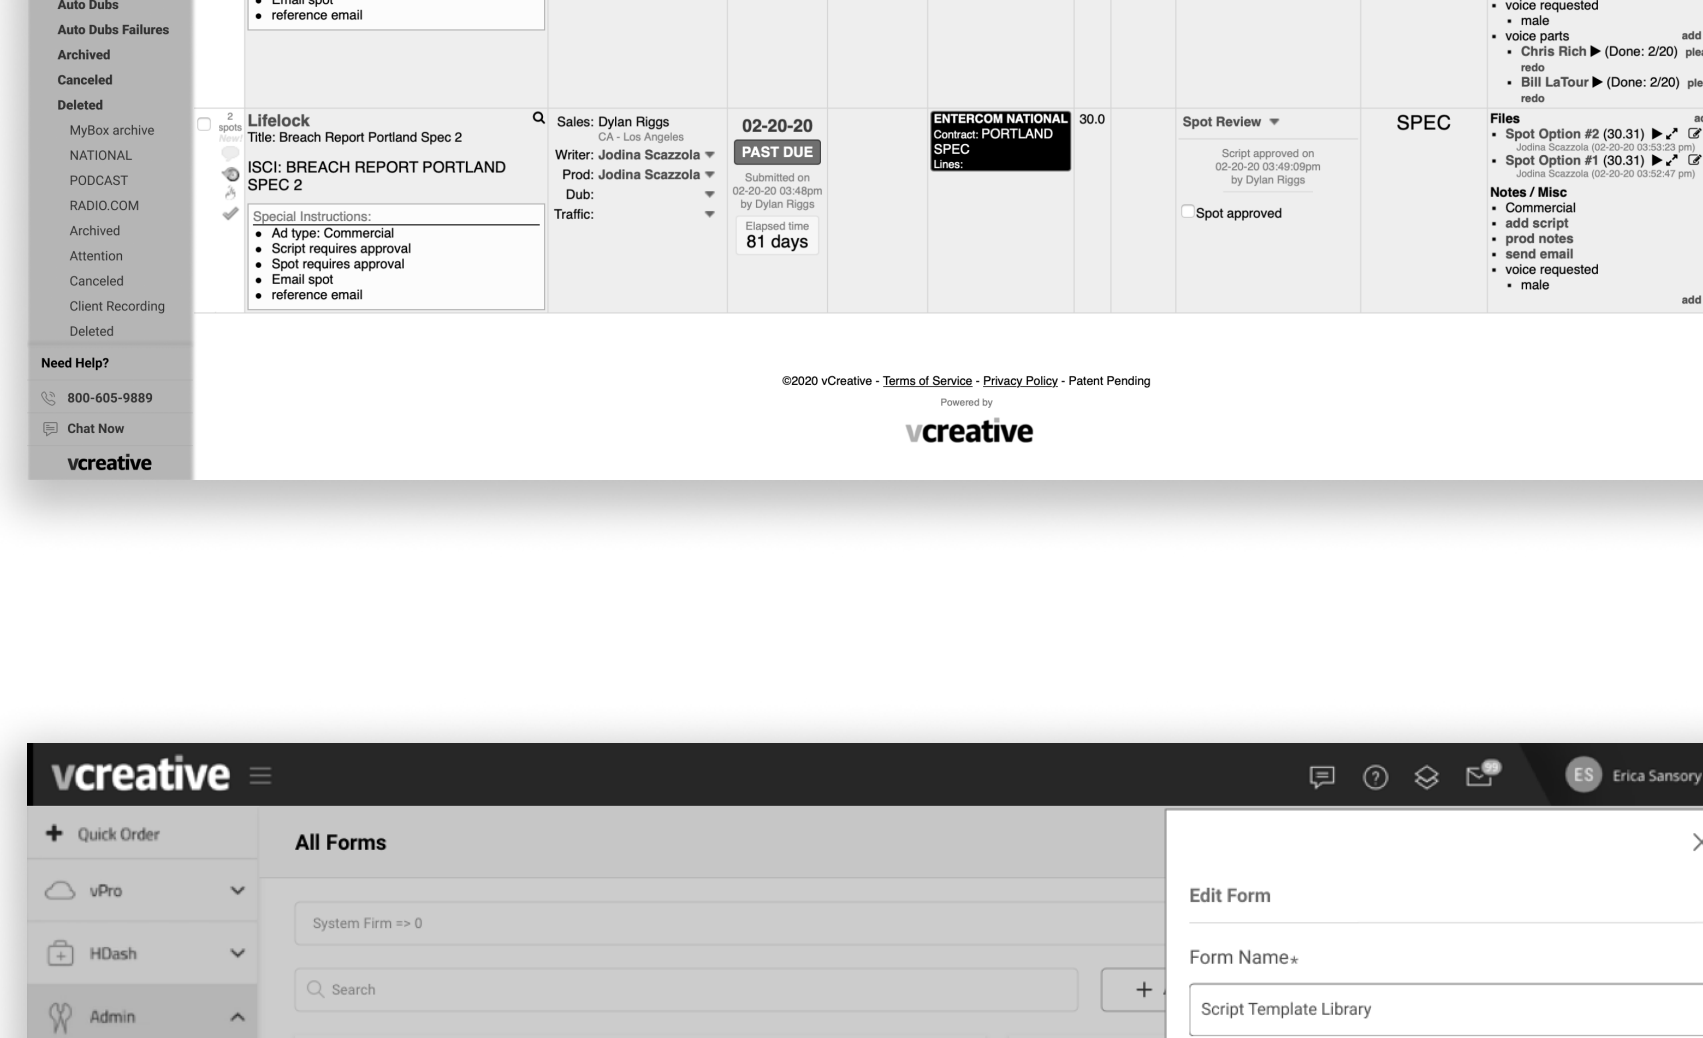 Auto Dubs
Auto Dubs Failures
Archived
Canceled
Deleted
MyBox archive
NATIONAL
PODCAST
RADIO.COM
Archived
Attention
Canceled
Client Recording
Deleted
Need Help?
800-605-9889
Chat Now
vcreative
Email spot
reference email
voice requested
male
voice parts
add
Chris Rich (Done: 2/20)
redo
Bill LaTour (Done: 2/20)
redo
2
spots
New!
Lifelock
Title: Breach Report Portland Spec 2
ISCI: BREACH REPORT PORTLAND
SPEC 2
Special Instructions:
Ad type: Commercial
Script requires approval
Spot requires approval
Email spot
reference email
Sales: Dylan Riggs
CA - Los Angeles
Writer: Jodina Scazzola
Prod: Jodina Scazzola
Dub:
Traffic:
02-20-20
PAST DUE
Submitted on
02-20-20 03:48pm
by Dylan Riggs
Elapsed time
81 days
ENTERCOM NATIONAL
Contract: PORTLAND
SPEC
Lines:
30.0
Spot Review
Script approved on
02-20-20 03:49:09pm
by Dylan Riggs
Spot approved
SPEC
Files
Spot Option #2 (30.31)
Jodina Scazzola (02-20-20 03:53:23 pm)
Spot Option #1 (30.31)
Jodina Scazzola (02-20-20 03:52:47 pm)
Notes / Misc
Commercial
add script
prod notes
send email
voice requested
male
add
©2020 vCreative - Terms of Service - Privacy Policy - Patent Pending
Powered by
vcreative
vcreative
99
ES Erica Sansory
Quick Order
vPro
HDash
Admin
All Forms
System Firm => 0
Search
Edit Form
Form Name*
Script Template Library